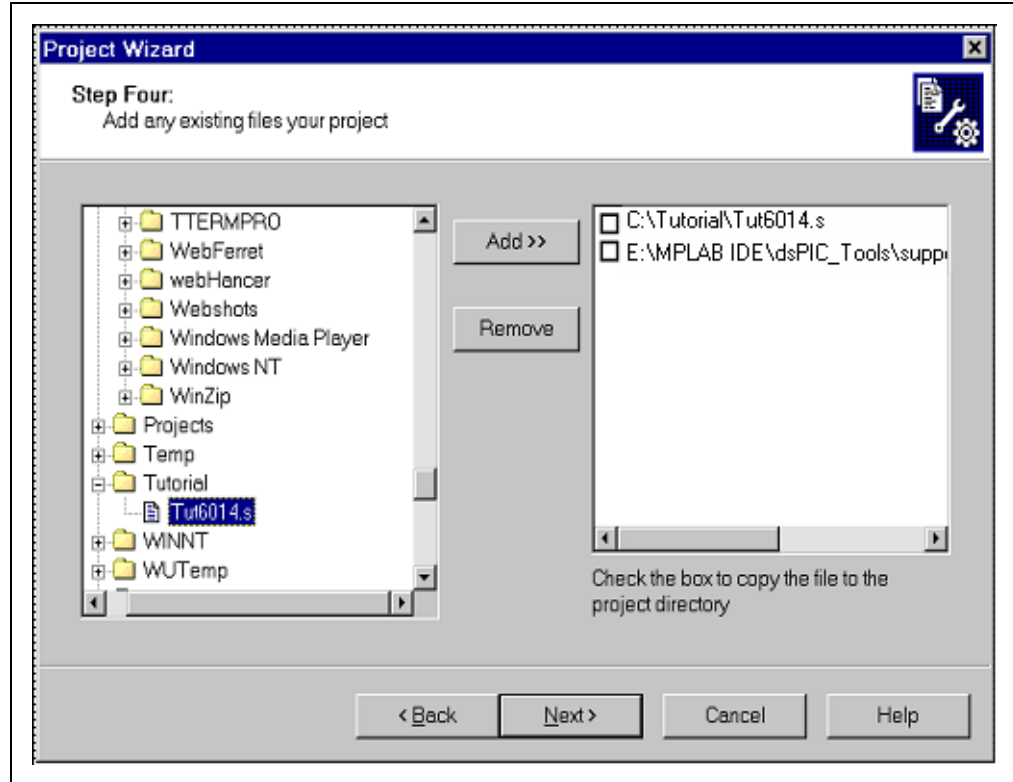 Project Wizard
Step Four:
Add any existing files your project
TTERMPRO
WebFerret
webHancer
Webshots
Windows Media Player
Windows NT
WinZip
Projects
Temp
Tutorial
Tut6014.s
WINNT
WUTemp
Add >>
Remove
C:\Tutorial\Tut6014.s
E:\MPLAB IDE\dsPIC_Tools\suppo
Check the box to copy the file to the
project directory
< Back
Next >
Cancel
Help